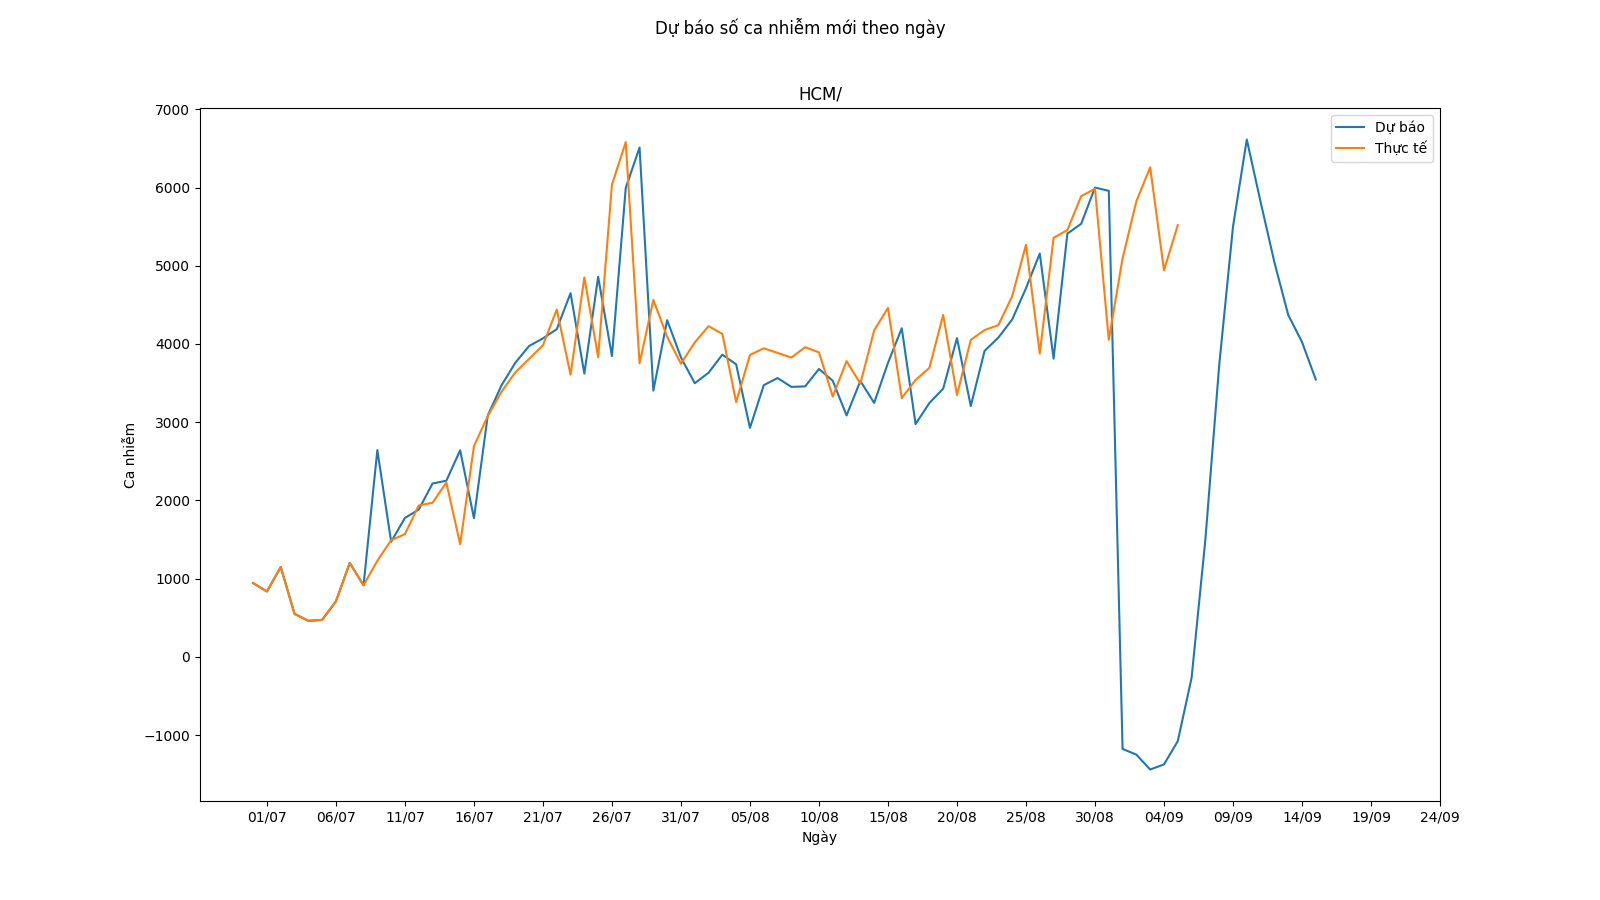 Dự báo số ca nhiễm mới theo ngày
HCM/
7000
6000
5000
4000
3000
2000
1000
0
−1000
Ca nhiễm
Dự báo
Thực tế
01/07 06/07 11/07 16/07 21/07 26/07 31/07 05/08 10/08 15/08 20/08 25/08 30/08 04/09 09/09 14/09 19/09 24/09
Ngày